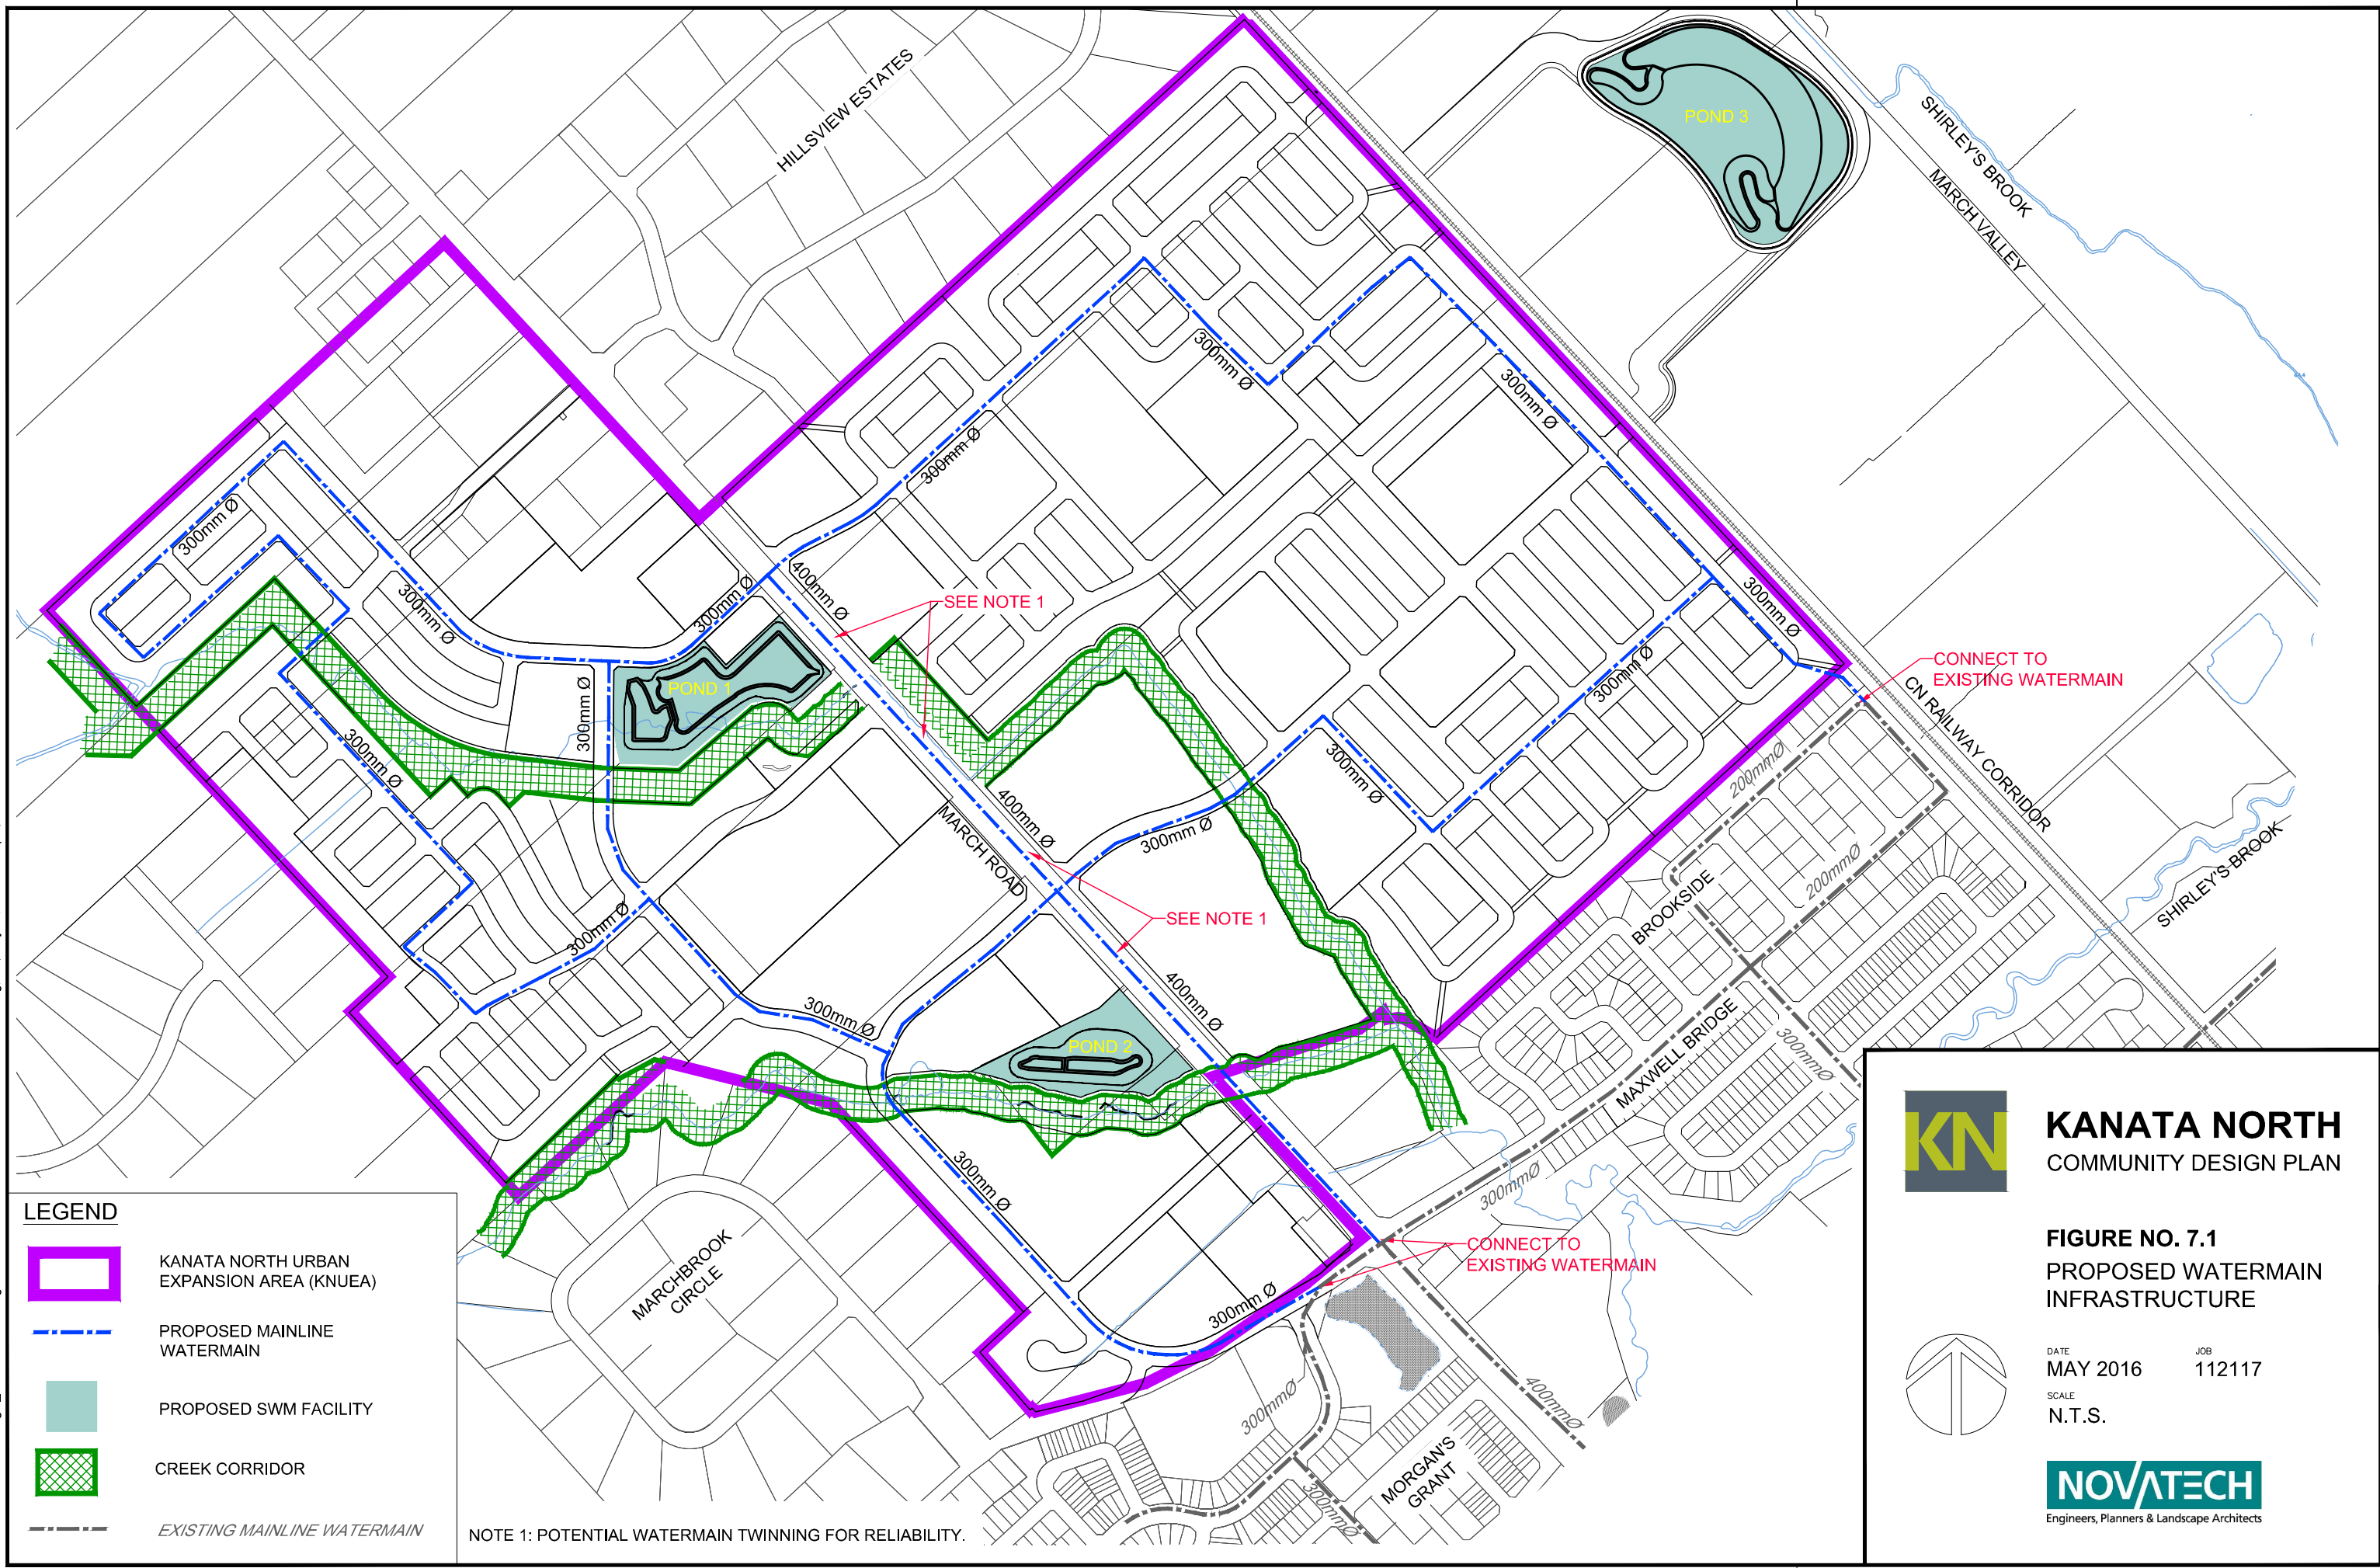 HILLSVIEW ESTATES
POND 3
SHIRLEY'S BROOK
MARCH VALLEY
300mm Ø
300mm Ø
300mm Ø
300mm Ø
300mm Ø
300mm Ø
400mm Ø
SEE NOTE 1
300mm Ø
300mm Ø
CONNECT TO
EXISTING WATERMAIN
CN RAILWAY CORRIDOR
POND 1
300mm Ø
300mm Ø
300mm Ø
200mmØ
400mm Ø
MARCH ROAD
300mm Ø
200mmØ
SHIRLEY'S BROOK
BROOKSIDE
SEE NOTE 1
300mm Ø
400mm Ø
300mm Ø
POND 2
MAXWELL BRIDGE
300mmØ
300mm Ø
300mmØ
MARCHBROOK
CIRCLE
CONNECT TO
EXISTING WATERMAIN
300mm Ø
300mmØ
400mmØ
MORGAN'S
GRANT
300mmØ
LEGEND
KANATA NORTH URBAN
EXPANSION AREA (KNUEA)
PROPOSED MAINLINE
WATERMAIN
PROPOSED SWM FACILITY
CREEK CORRIDOR
EXISTING MAINLINE WATERMAIN
NOTE 1: POTENTIAL WATERMAIN TWINNING FOR RELIABILITY.
KN
KANATA NORTH
COMMUNITY DESIGN PLAN
FIGURE NO. 7.1
PROPOSED WATERMAIN
INFRASTRUCTURE
DATE
MAY 2016
JOB
112117
SCALE
N.T.S.
NOVATECH
Engineers, Planners & Landscape Architects